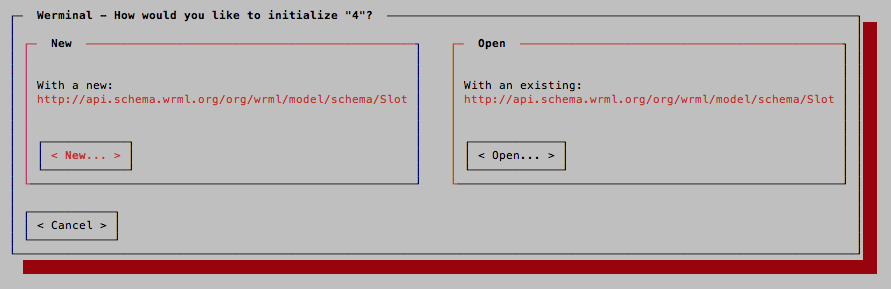 Werminal - How would you like to initialize "4"?
New
With a new:
http://api.schema.wrml.org/org/wrml/model/schema/Slot
< New... >
Open
With an existing:
http://api.schema.wrml.org/org/wrml/model/schema/Slot
< Open... >
< Cancel >